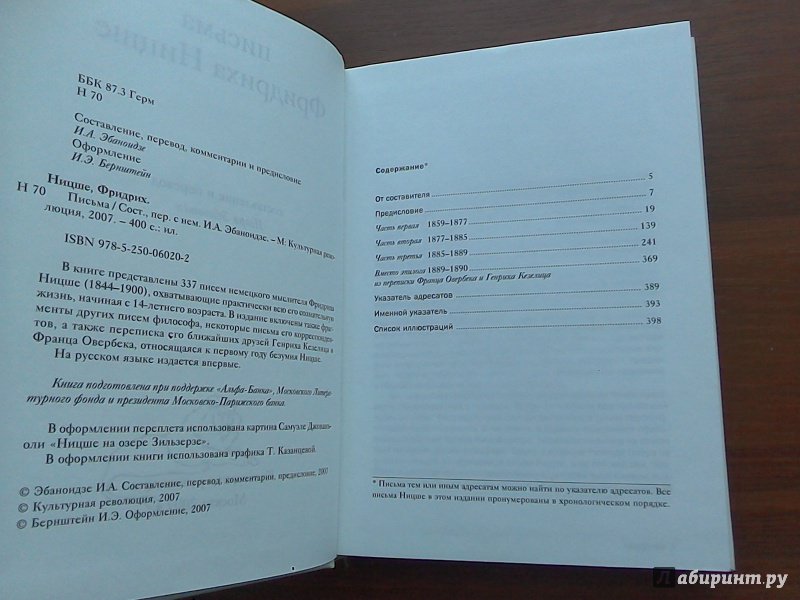 ББК 87.3 Герм
Н 70
Составление, перевод, комментарии и предисловие
И.А. Эбаноидзе
Оформление
И.Э. Бернштейн
Ницше, Фридрих.
Н 70 Письма / Сост., пер. с нем. И.А. Эбаноидзе. – М: Культурная рево-
люция, 2007. – 400 с.: ил.
ISBN 978-5-250-06020-2
В книге представлены 337 писем немецкого мыслителя Фридриха
Ницше (1844–1900), охватывающие практически всю его сознательную
жизнь, начиная с 14-летнего возраста. В издание включены также фраг-
менты других писем философа, некоторые письма его корреспонден-
тов, а также переписка его ближайших друзей Генриха Кезелица и
Франца Овербека, относящаяся к первому году безумия Ницше.
На русском языке издается впервые.
Книга подготовлена при поддержке «Альфа-Банка», Московского Литера-
турного фонда и президента Московско-Парижского банка.
В оформлении переплета использована картина Самуэле Джован-
оли «Ницше на озере Зильзерзе».
В оформлении книги использована графика Т. Казанцевой.
© Эбаноидзе И.А. Составление, перевод, комментарии, предисловие, 2007
© Культурная революция, 2007
© Бернштейн И.Э. Оформление, 2007
письма
Фридриха Ницше
Содержание*
От составителя 5
Предисловие 7
Часть первая 1859–1877 19
Часть вторая 1877–1885 139
Часть третья 1885–1889 241
Вместо эпилога 1889–1890 369
из переписки Франца Овербека и Генриха Кезелица
Указатель адресатов 389
Именной указатель 393
Список иллюстраций 398
* Письма тем или иным адресатам можно найти по указателю адресатов. Все
письма Ницше в этом издании пронумерованы в хронологическом порядке.
Лабиринт.ру